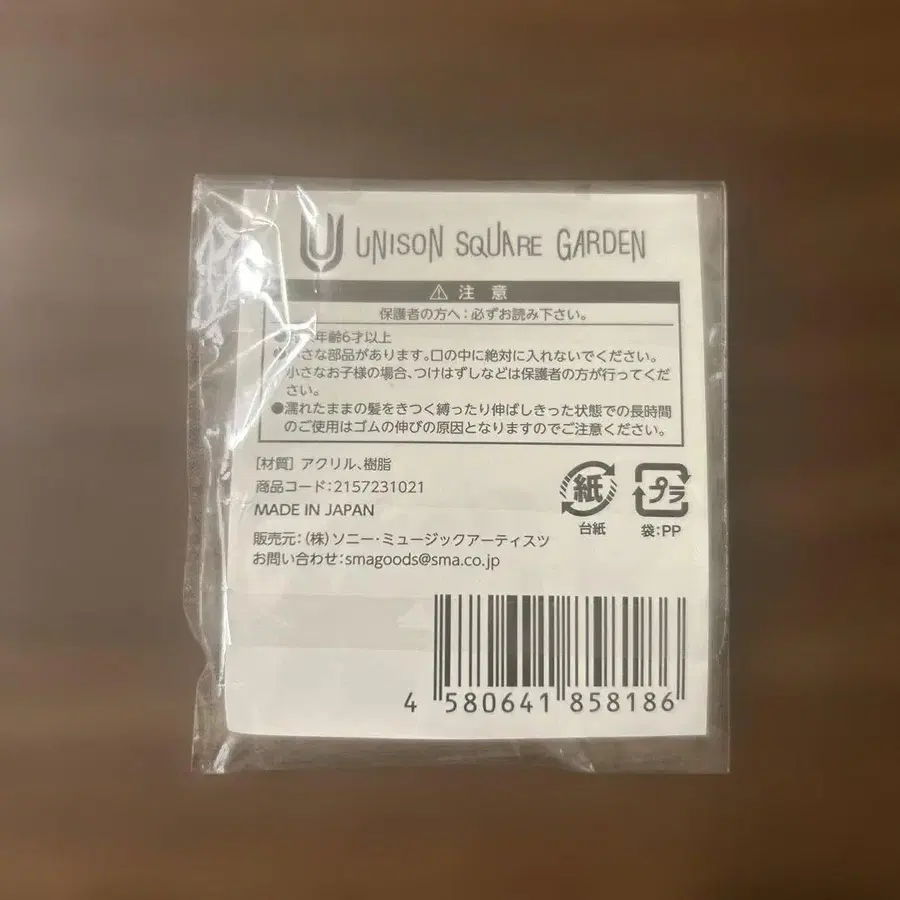 UNISON SQUARE GARDEN
⚠ 注意
保護者の方へ:必ずお読み下さい。
年齢6才以上
さな部品があります。口の中に絶対に入れないでください。
小さなお子様の場合、つけはずしなどは保護者の方が行ってくだ
さい。
●濡れたままの髪をきつく縛ったり伸ばしきった状態での長時間
のご使用はゴムの伸びの原因となりますのでご注意ください。
[材質] アクリル、樹脂
商品コード:2157231021
MADE IN JAPAN
販売元:(株)ソニー・ミュージックアーティスツ
お問い合わせ:smagoods@sma.co.jp
紙
台紙
プラ
袋:PP
4 580641 858186